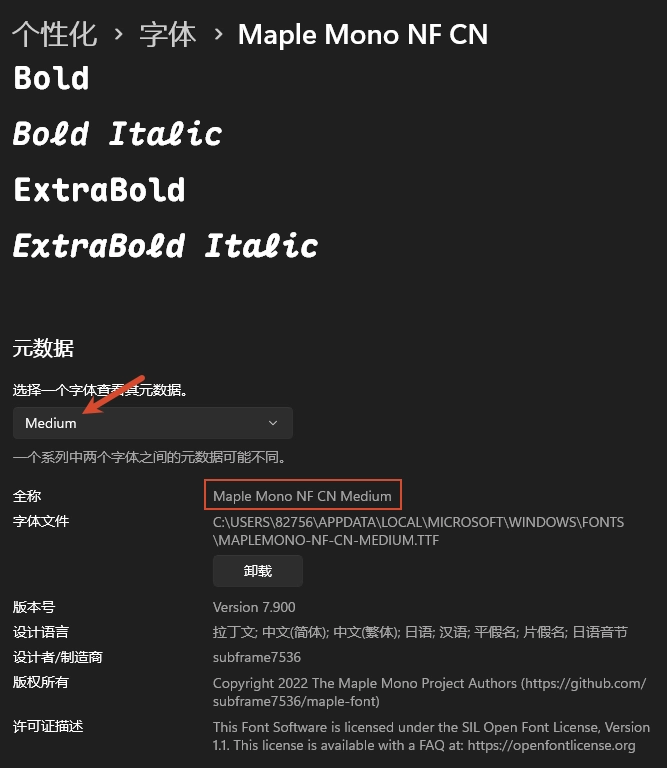 个性化 › 字体 › Maple Mono NF CN
Bold
Bold Italic
ExtraBold
ExtraBold Italic
元数据
选择一个字体查看其元数据。
Medium
一个系列中两个字体之间的元数据可能不同。
全称 Maple Mono NF CN Medium
字体文件 C:\USERS\82756\APPDATA\LOCAL\MICROSOFT\WINDOWS\FONTS
\MAPLEMONO-NF-CN-MEDIUM.TTF
卸载
版本号 Version 7.900
设计语言 拉丁文; 中文(简体); 中文(繁体); 日语; 汉语; 平假名; 片假名; 日语音节
设计者/制造商 subframe7536
版权所有 Copyright 2022 The Maple Mono Project Authors (https://github.com/
subframe7536/maple-font)
许可证描述 This Font Software is licensed under the SIL Open Font License, Version
1.1. This license is available with a FAQ at: https://openfontlicense.org